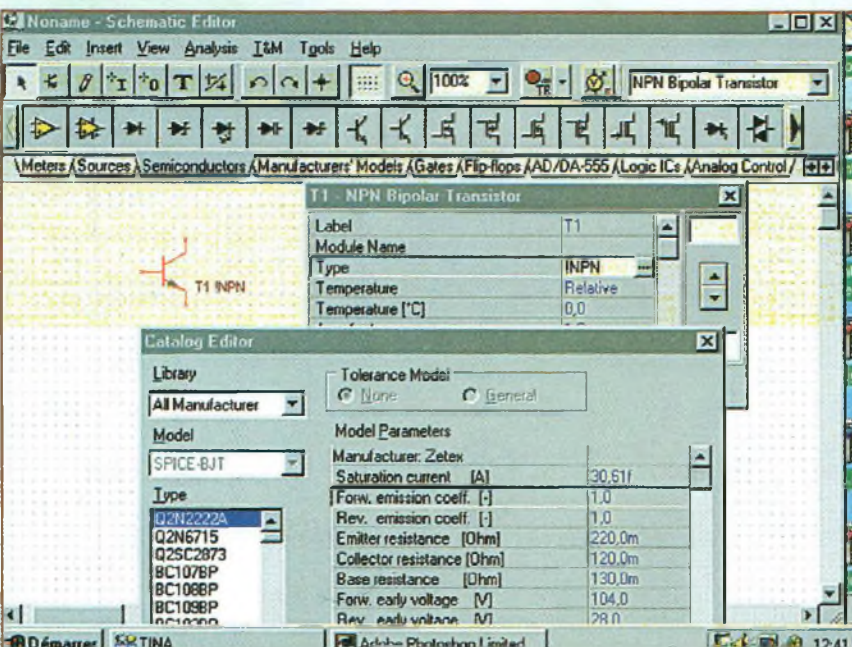 Noname - Schematic Editor
File Edit Insert View Analysis T&M Tools Help
T 100% TR NPN Bipolar Transistor
Meters Sources Semiconductors Manufacturers' Models Gates Flip-flops AD/DA-555 Logic ICs Analog Control
T1 - NPN Bipolar Transistor
Label T1
Module Name
Type !NPN ...
Temperature Relative
Temperature [°C] 0,0
T1 !NPN
Catalog Editor
Library
All Manufacturer
Tolerance Model
None General
Model
SPICE-BJT
Type
Q2N2222A
Q2N6715
Q2SC2873
BC107BP
BC108BP
BC109BP
Model Parameters
Manufacturer: Zetex
Saturation current [A] 30,61f
Forw. emission coeff. [-] 1,0
Rev. emission coeff. [-] 1,0
Emitter resistance [Ohm] 220,0m
Collector resistance [Ohm] 120,0m
Base resistance [Ohm] 130,0m
Forw. early voltage [V] 104,0
Rev. early voltage [V] 28,0
Démarrer TINA Adobe Photoshop Limited 12:41